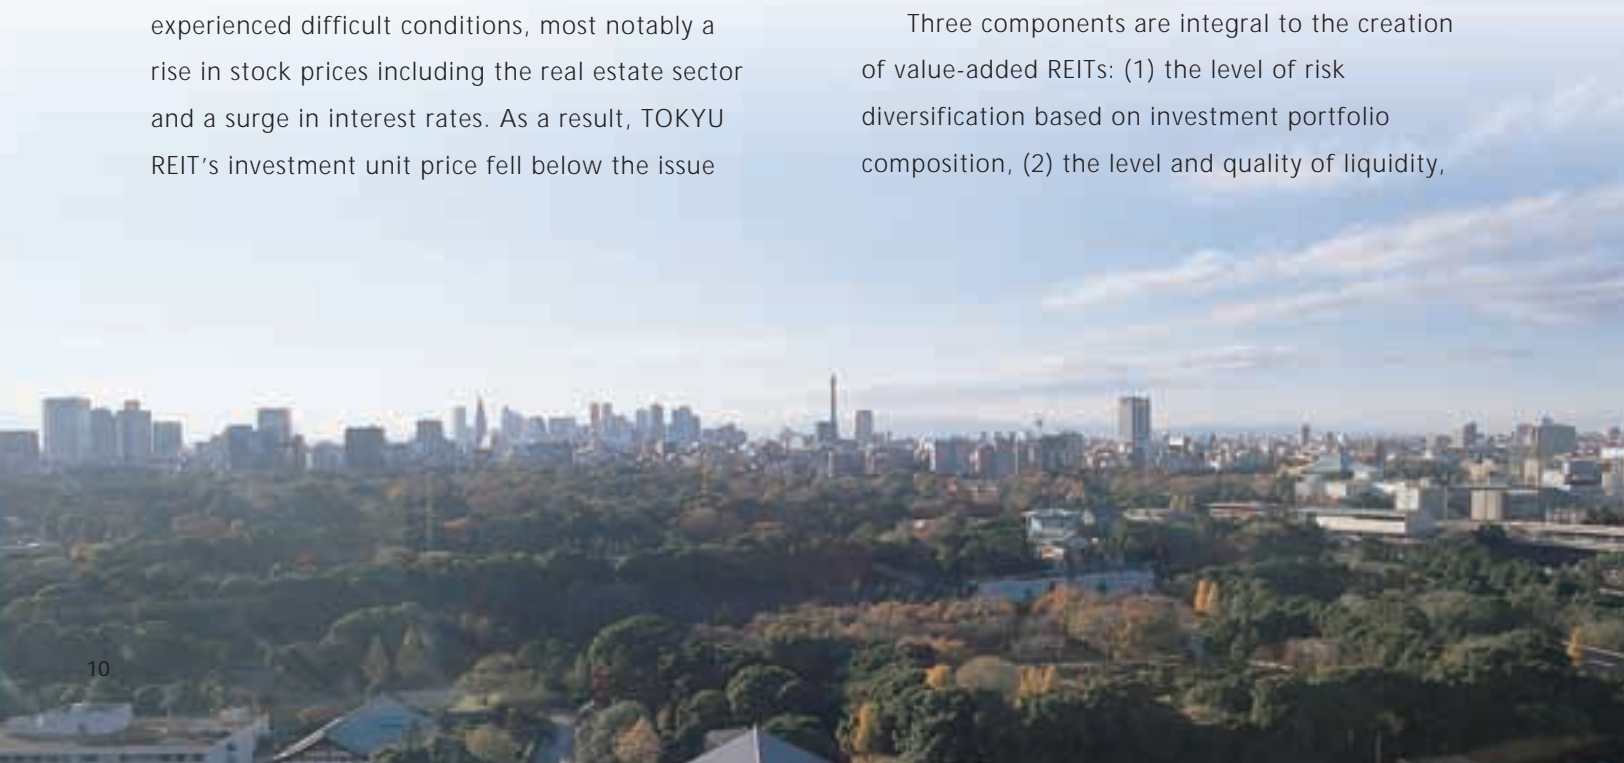 experienced difficult conditions, most notably a
rise in stock prices including the real estate sector
and a surge in interest rates. As a result, TOKYU
REIT’s investment unit price fell below the issue
Three components are integral to the creation
of value-added REITs: (1) the level of risk
diversification based on investment portfolio
composition, (2) the level and quality of liquidity,
10